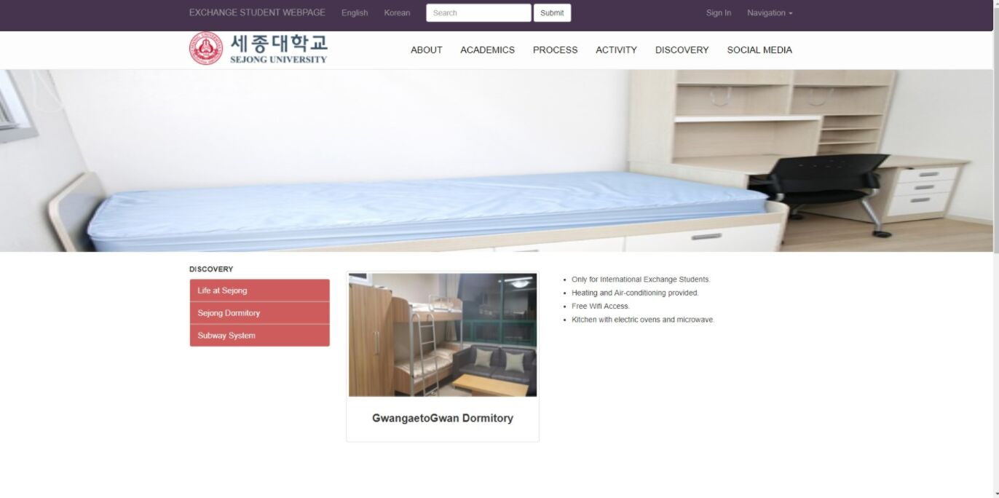 EXCHANGE STUDENT WEBPAGE English Korean Search Submit Sign In Navigation
세종대학교
SEJONG UNIVERSITY
ABOUT ACADEMICS PROCESS ACTIVITY DISCOVERY SOCIAL MEDIA
DISCOVERY
Life at Sejong
Sejong Dormitory
Subway System
GwangaetoGwan Dormitory
• Only for International Exchange Students.
• Heating and Air-conditioning provided.
• Free Wifi Access.
• Kitchen with electric ovens and microwave.